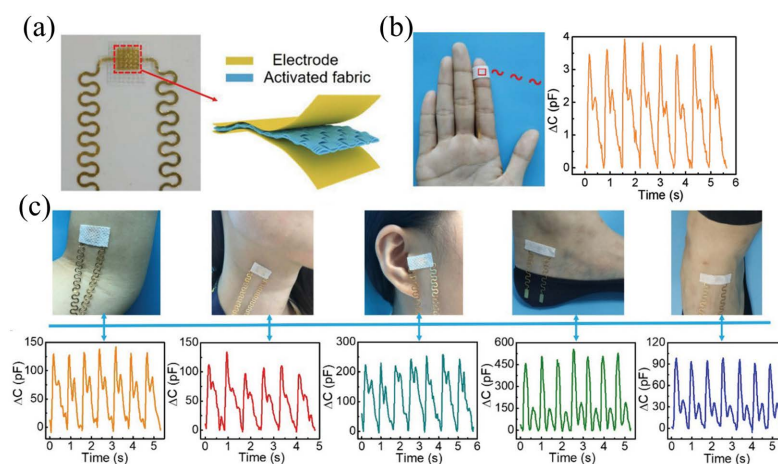 (a)
Electrode
Activated fabric
(b)
ΔC (pF)
4
3
2
1
0
0 1 2 3 4 5 6
Time (s)
(c)
ΔC (pF)
150
100
50
0
0 1 2 3 4 5
Time (s)
ΔC (pF)
150
100
50
0
0 1 2 3 4 5
Time (s)
ΔC (pF)
300
200
100
0
0 1 2 3 4 5 6
Time (s)
ΔC (pF)
600
450
300
150
0
0 1 2 3 4 5
Time (s)
ΔC (pF)
120
90
60
30
0
0 1 2 3 4 5
Time (s)